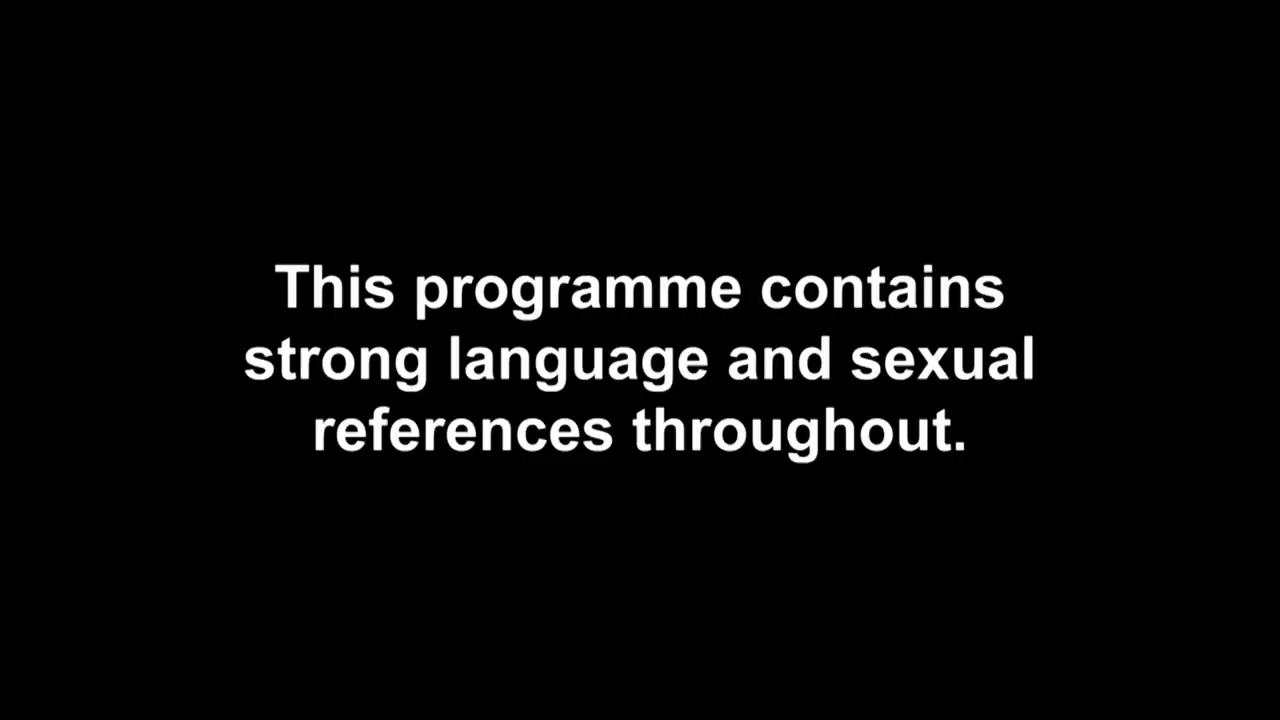 This programme contains
strong language and sexual
references throughout.